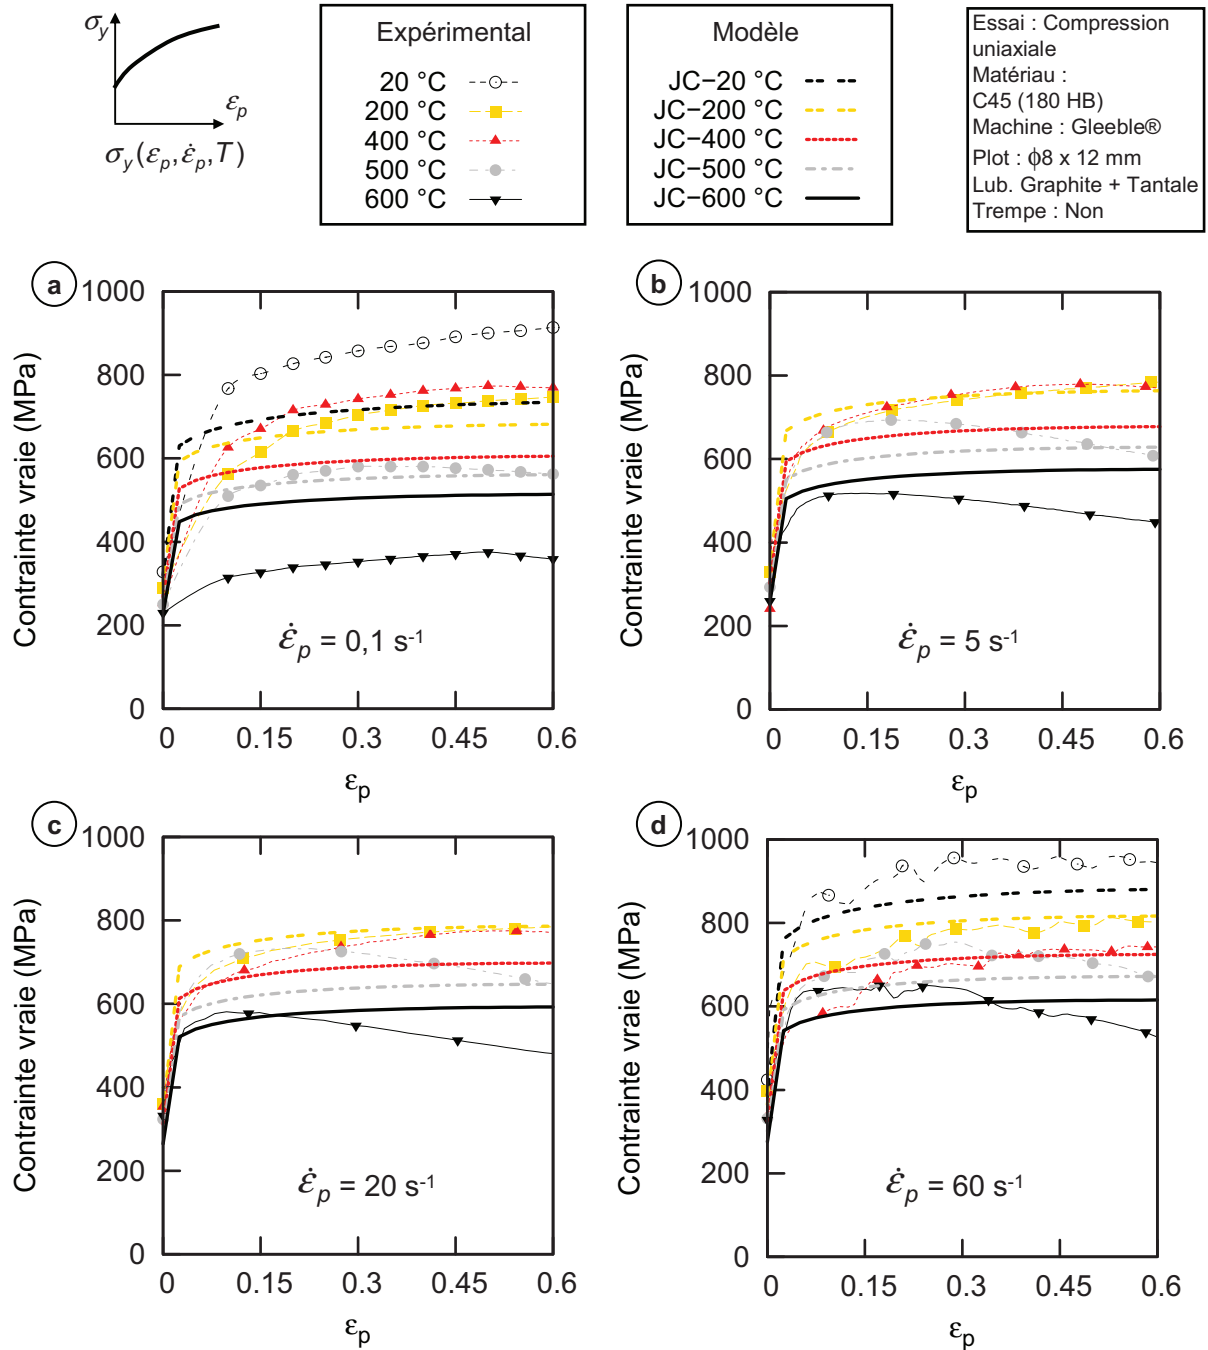 σy
εp
σy(εp, ε̇p, T)
Expérimental
20 °C
200 °C
400 °C
500 °C
600 °C
Modèle
JC−20 °C
JC−200 °C
JC−400 °C
JC−500 °C
JC−600 °C
Essai : Compression
uniaxiale
Matériau :
C45 (180 HB)
Machine : Gleeble®
Plot : ϕ8 x 12 mm
Lub. Graphite + Tantale
Trempe : Non
a
Contrainte vraie (MPa)
1000
800
600
400
200
0
ε̇p = 0,1 s-1
0 0.15 0.3 0.45 0.6
εp
b
Contrainte vraie (MPa)
1000
800
600
400
200
0
ε̇p = 5 s-1
0 0.15 0.3 0.45 0.6
εp
c
Contrainte vraie (MPa)
1000
800
600
400
200
0
ε̇p = 20 s-1
0 0.15 0.3 0.45 0.6
εp
d
Contrainte vraie (MPa)
1000
800
600
400
200
0
ε̇p = 60 s-1
0 0.15 0.3 0.45 0.6
εp